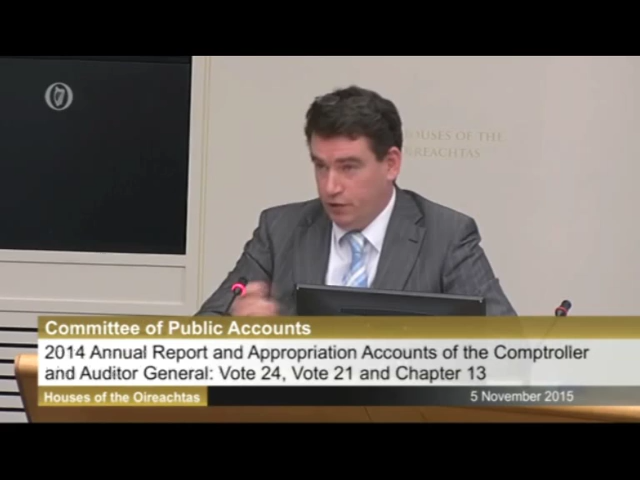 HOUSES OF THE
OIREACHTAS
Committee of Public Accounts
2014 Annual Report and Appropriation Accounts of the Comptroller
and Auditor General: Vote 24, Vote 21 and Chapter 13
Houses of the Oireachtas
5 November 2015